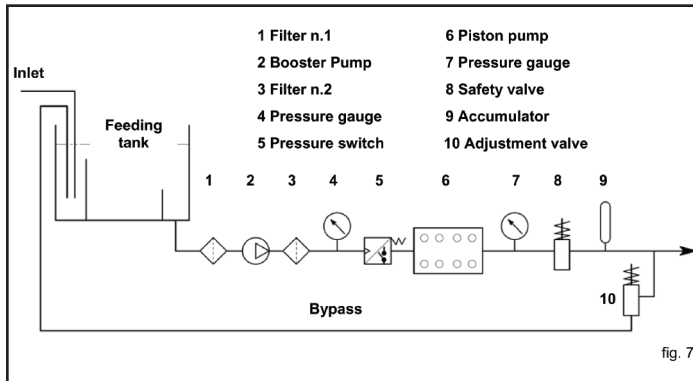 1 Filter n.1
2 Booster Pump
3 Filter n.2
4 Pressure gauge
5 Pressure switch
6 Piston pump
7 Pressure gauge
8 Safety valve
9 Accumulator
10 Adjustment valve
Inlet
Feeding
tank
1 2 3 4 5 6 7 8 9
10
Bypass
fig. 7